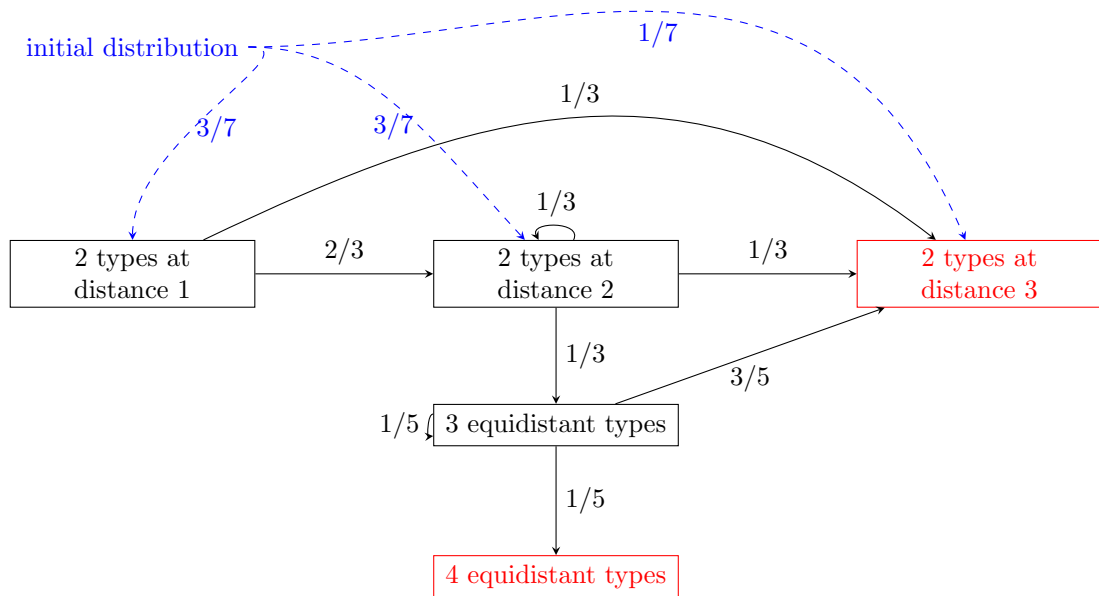 1/7
initial distribution
1/3
3/7
3/7
1/3
2 types at
distance 1
2/3
2 types at
distance 2
1/3
2 types at
distance 3
1/3
3/5
1/5
3 equidistant types
1/5
4 equidistant types